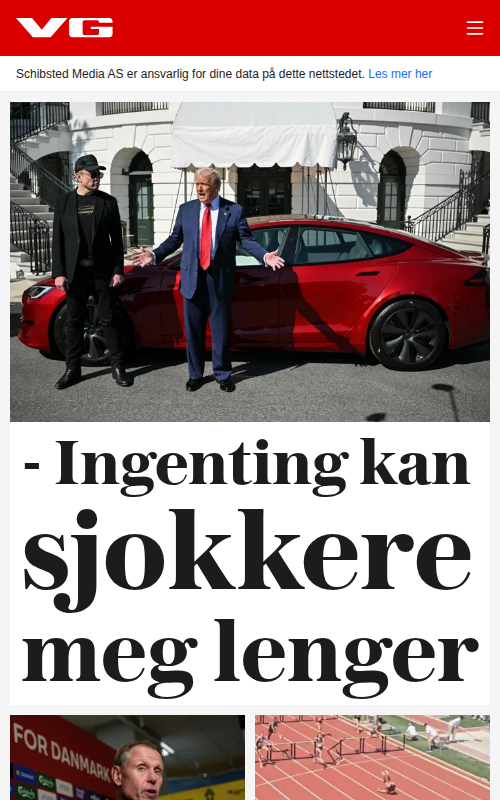 VG
Schibsted Media AS er ansvarlig for dine data på dette nettstedet. Les mer her
- Ingenting kan
sjokkere
meg lenger
FOR DANMARK
Carlsberg